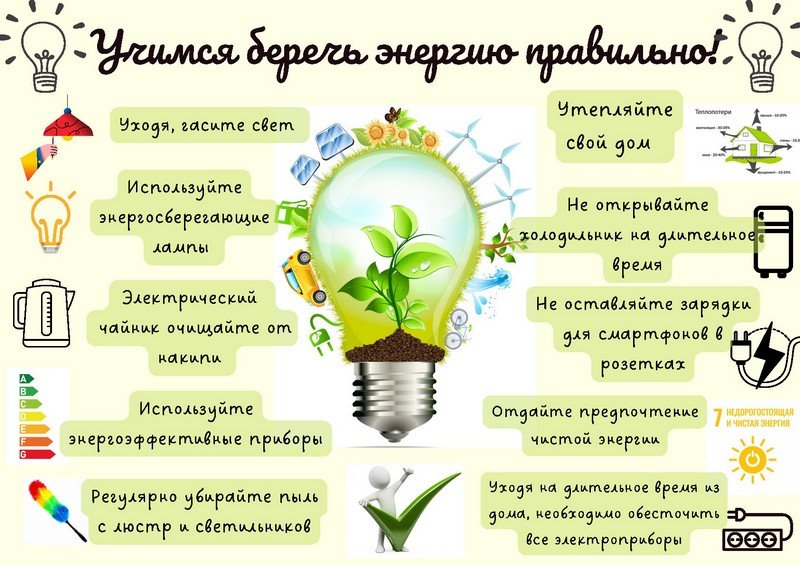 Учимся беречь энергию правильно!
Уходя, гасите свет
Используйте
энергосберегающие
лампы
Электрический
чайник очищайте от
накипи
A
B
C
D
E
F
G
Используйте
энергоэффективные приборы
Регулярно убирайте пыль
с люстр и светильников
Утепляйте
свой дом
Теплопотери
Не открывайте
холодильник на длительное
время
Не оставляйте зарядки
для смартфонов в
розетках
Отдайте предпочтение
чистой энергии
7 НЕДОРОГОСТОЯЩАЯ
И ЧИСТАЯ ЭНЕРГИЯ
Уходя на длительное время из
дома, необходимо обесточить
все электроприборы